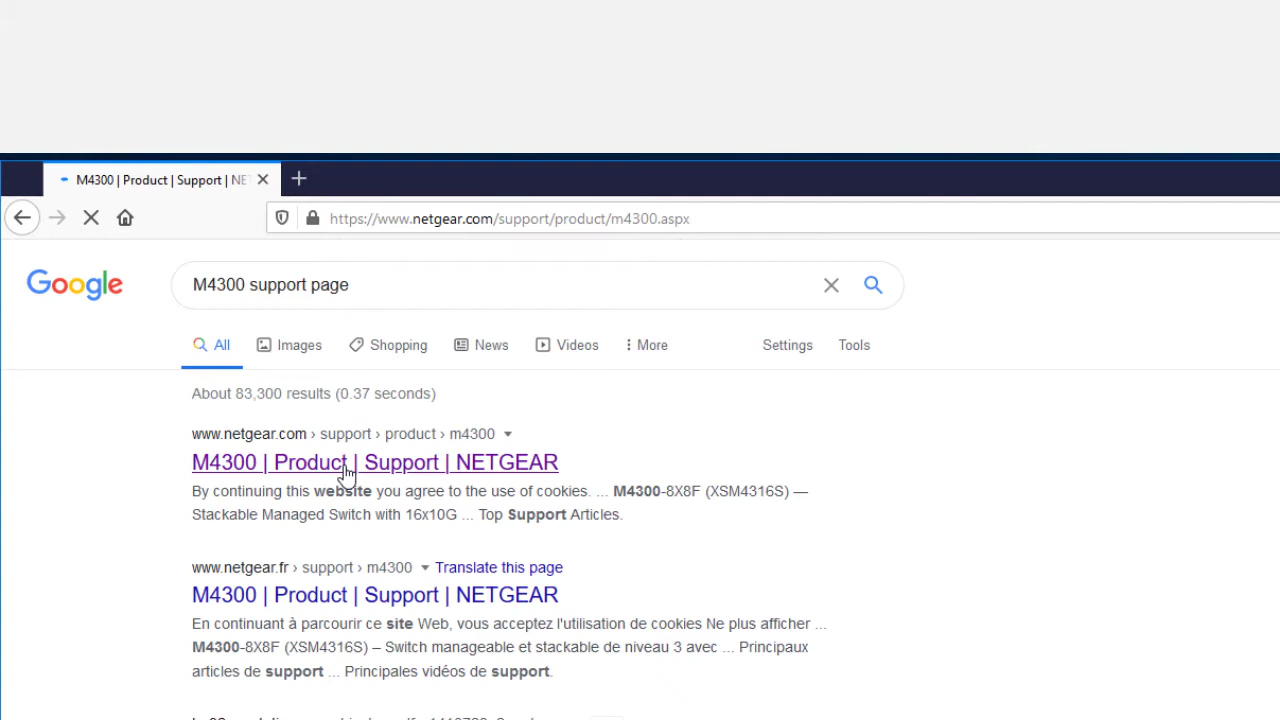 M4300 | Product | Support | NE
https://www.netgear.com/support/product/m4300.aspx
Google
M4300 support page
All Images Shopping News Videos More Settings Tools
About 83,300 results (0.37 seconds)
www.netgear.com › support › product › m4300
M4300 | Product | Support | NETGEAR
By continuing this website you agree to the use of cookies. ... M4300-8X8F (XSM4316S) —
Stackable Managed Switch with 16x10G ... Top Support Articles.
www.netgear.fr › support › m4300 Translate this page
M4300 | Product | Support | NETGEAR
En continuant à parcourir ce site Web, vous acceptez l'utilisation de cookies Ne plus afficher ...
M4300-8X8F (XSM4316S) – Switch manageable et stackable de niveau 3 avec ... Principaux
articles de support ... Principales vidéos de support.